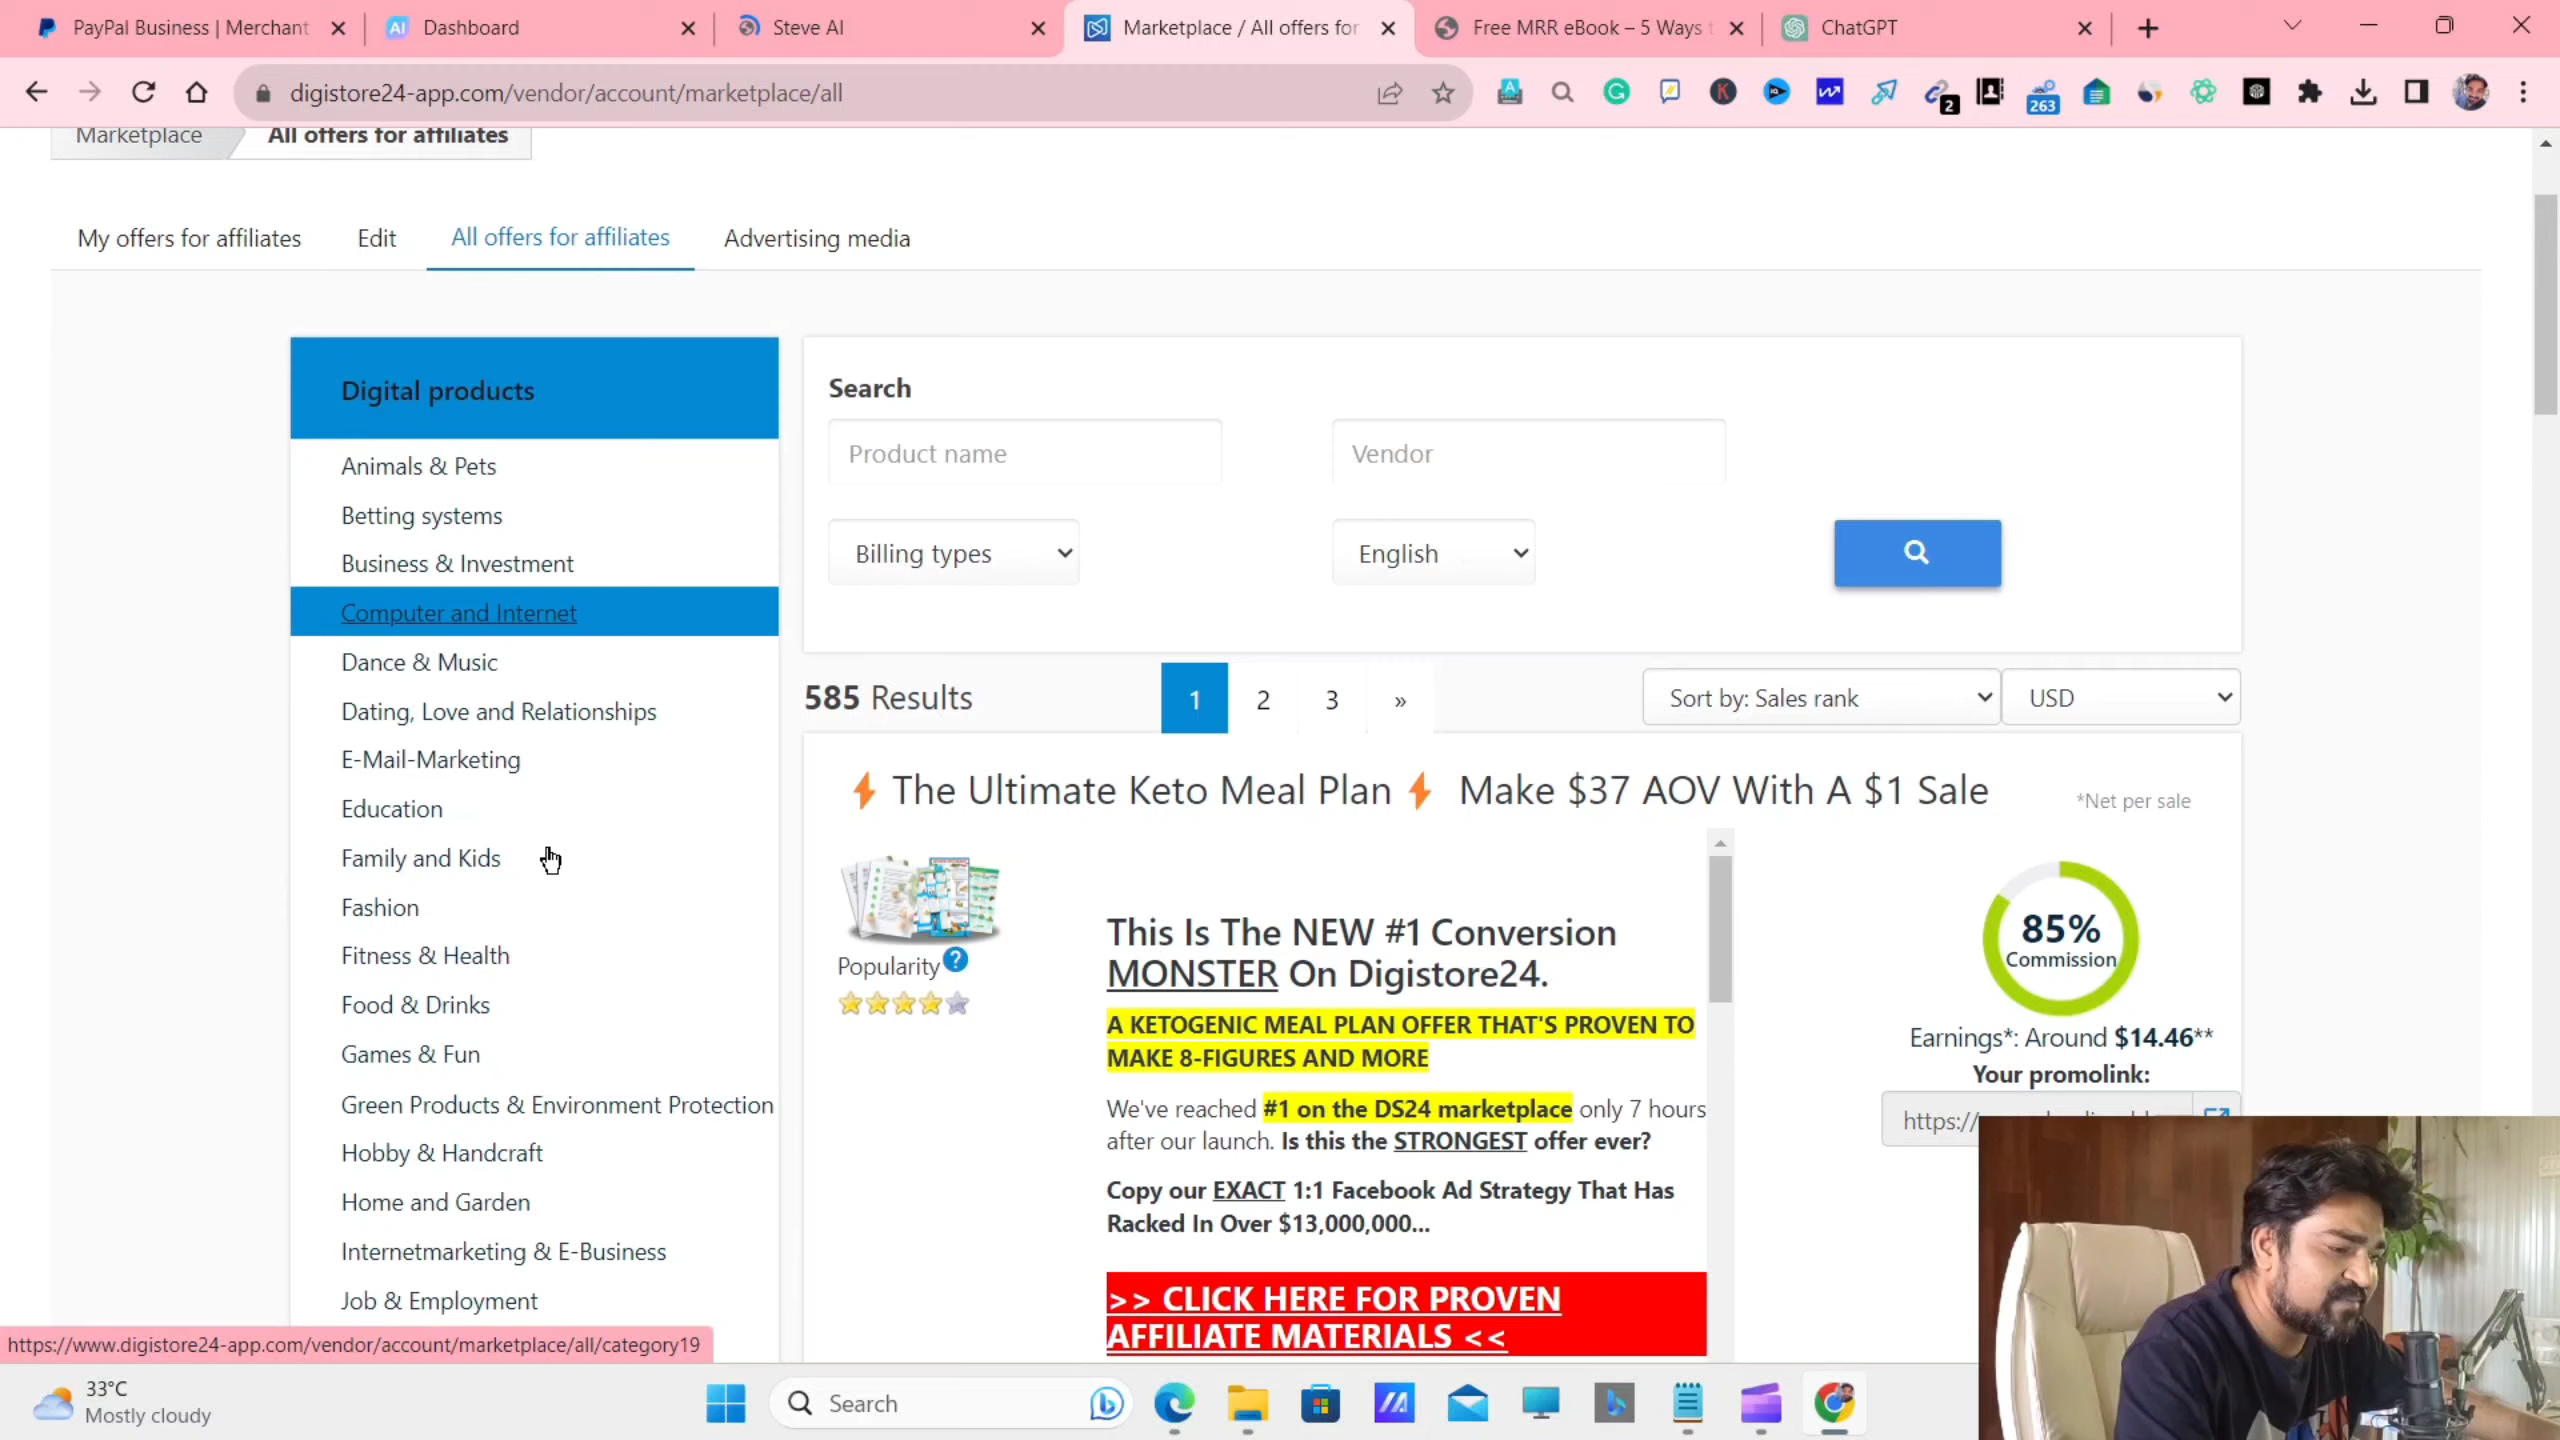 PayPal Business | Merchant
AI Dashboard
Steve AI
Marketplace / All offers for
Free MRR eBook – 5 Ways t
ChatGPT
digistore24-app.com/vendor/account/marketplace/all
2
263
Marketplace
All offers for affiliates
My offers for affiliates
Edit
All offers for affiliates
Advertising media
Digital products
Animals & Pets
Betting systems
Business & Investment
Computer and Internet
Dance & Music
Dating, Love and Relationships
E-Mail-Marketing
Education
Family and Kids
Fashion
Fitness & Health
Food & Drinks
Games & Fun
Green Products & Environment Protection
Hobby & Handcraft
Home and Garden
Internetmarketing & E-Business
Job & Employment
Search
Product name
Vendor
Billing types
English
585 Results
1 2 3 »
Sort by: Sales rank
USD
The Ultimate Keto Meal Plan Make $37 AOV With A $1 Sale
*Net per sale
Popularity ?
This Is The NEW #1 Conversion
MONSTER On Digistore24.
A KETOGENIC MEAL PLAN OFFER THAT'S PROVEN TO
MAKE 8-FIGURES AND MORE
We've reached #1 on the DS24 marketplace only 7 hours
after our launch. Is this the STRONGEST offer ever?
Copy our EXACT 1:1 Facebook Ad Strategy That Has
Racked In Over $13,000,000...
>> CLICK HERE FOR PROVEN
AFFILIATE MATERIALS <<
85%
Commission
Earnings*: Around $14.46**
Your promolink:
https://
https://www.digistore24-app.com/vendor/account/marketplace/all/category19
33°C
Mostly cloudy
Search